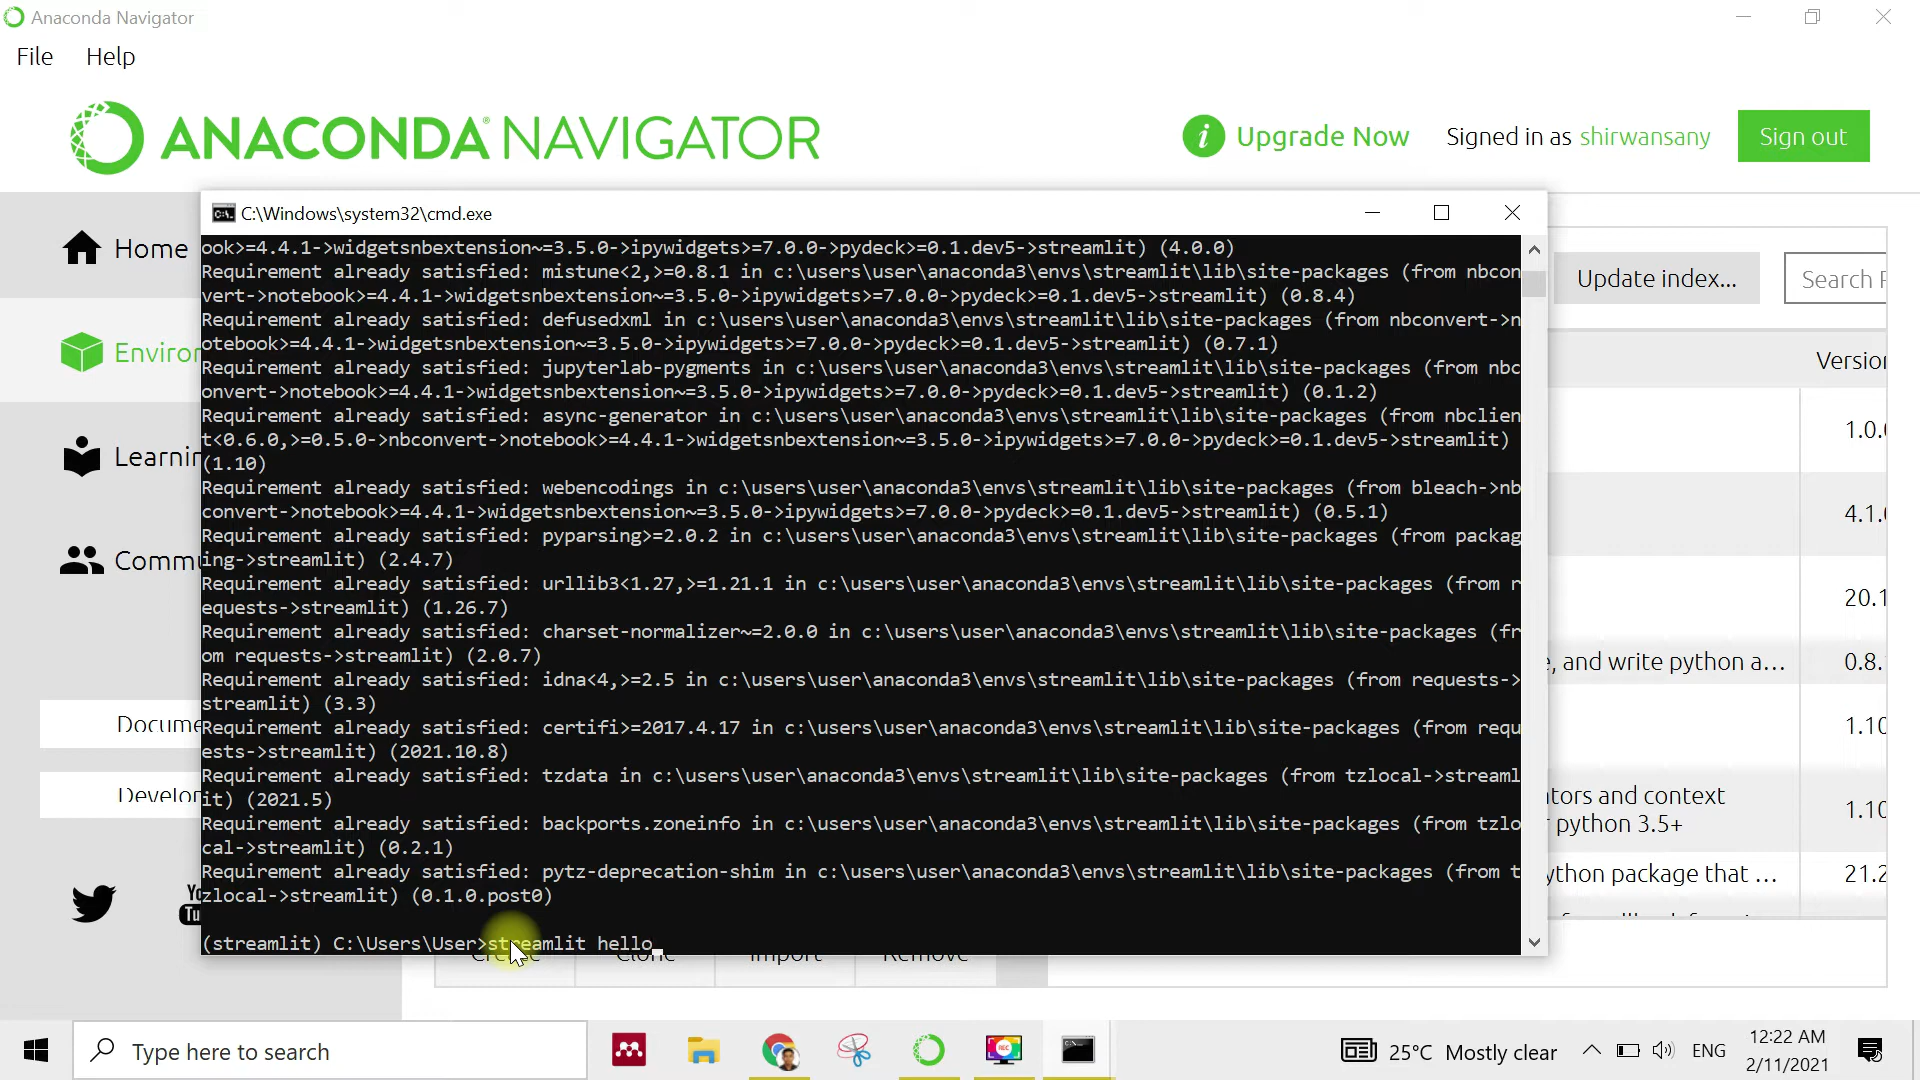 Anaconda Navigator
File Help
ANACONDA NAVIGATOR
i Upgrade Now Signed in as shirwansany Sign out
C:\Windows\system32\cmd.exe
Home
Update index...
Search
Learnin
Version
ook>=4.4.1->widgetsnbextension~=3.5.0->ipywidgets>=7.0.0->pydeck>=0.1.dev5->streamlit) (4.0.0)
Requirement already satisfied: mistune<2,>=0.8.1 in c:\users\user\anaconda3\envs\streamlit\lib\site-packages (from nbcon
vert->notebook>=4.4.1->widgetsnbextension~=3.5.0->ipywidgets>=7.0.0->pydeck>=0.1.dev5->streamlit) (0.8.4)
Requirement already satisfied: defusedxml in c:\users\user\anaconda3\envs\streamlit\lib\site-packages (from nbconvert->n
otebook>=4.4.1->widgetsnbextension~=3.5.0->ipywidgets>=7.0.0->pydeck>=0.1.dev5->streamlit) (0.7.1)
Requirement already satisfied: jupyterlab-pygments in c:\users\user\anaconda3\envs\streamlit\lib\site-packages (from nbc
onvert->notebook>=4.4.1->widgetsnbextension~=3.5.0->ipywidgets>=7.0.0->pydeck>=0.1.dev5->streamlit) (0.1.2)
Requirement already satisfied: async-generator in c:\users\user\anaconda3\envs\streamlit\lib\site-packages (from nbclien
t<0.6.0,>=0.5.0->nbconvert->notebook>=4.4.1->widgetsnbextension~=3.5.0->ipywidgets>=7.0.0->pydeck>=0.1.dev5->streamlit)
(1.10)
Requirement already satisfied: webencodings in c:\users\user\anaconda3\envs\streamlit\lib\site-packages (from bleach->nb
convert->notebook>=4.4.1->widgetsnbextension~=3.5.0->ipywidgets>=7.0.0->pydeck>=0.1.dev5->streamlit) (0.5.1)
Requirement already satisfied: pyparsing>=2.0.2 in c:\users\user\anaconda3\envs\streamlit\lib\site-packages (from packag
ing->streamlit) (2.4.7)
Requirement already satisfied: urllib3<1.27,>=1.21.1 in c:\users\user\anaconda3\envs\streamlit\lib\site-packages (from r
equests->streamlit) (1.26.7)
Requirement already satisfied: charset-normalizer~=2.0.0 in c:\users\user\anaconda3\envs\streamlit\lib\site-packages (fr
om requests->streamlit) (2.0.7)
Requirement already satisfied: idna<4,>=2.5 in c:\users\user\anaconda3\envs\streamlit\lib\site-packages (from requests->
streamlit) (3.3)
Requirement already satisfied: certifi>=2017.4.17 in c:\users\user\anaconda3\envs\streamlit\lib\site-packages (from requ
ests->streamlit) (2021.10.8)
Requirement already satisfied: tzdata in c:\users\user\anaconda3\envs\streamlit\lib\site-packages (from tzlocal->streaml
it) (2021.5)
Requirement already satisfied: backports.zoneinfo in c:\users\user\anaconda3\envs\streamlit\lib\site-packages (from tzlo
cal->streamlit) (0.2.1)
Requirement already satisfied: pytz-deprecation-shim in c:\users\user\anaconda3\envs\streamlit\lib\site-packages (from t
zlocal->streamlit) (0.1.0.post0)
(streamlit) C:\Users\User>streamlit hello_
Environ
Commu
Docume
Develop
1.0.
4.1.
20.1
e, and write python a... 0.8.
1.10
ators and context
python 3.5+
1.10
ython package that ... 21.2
Create Clone Import Remove
Type here to search
25°C Mostly clear
ENG
12:22 AM
2/11/2021